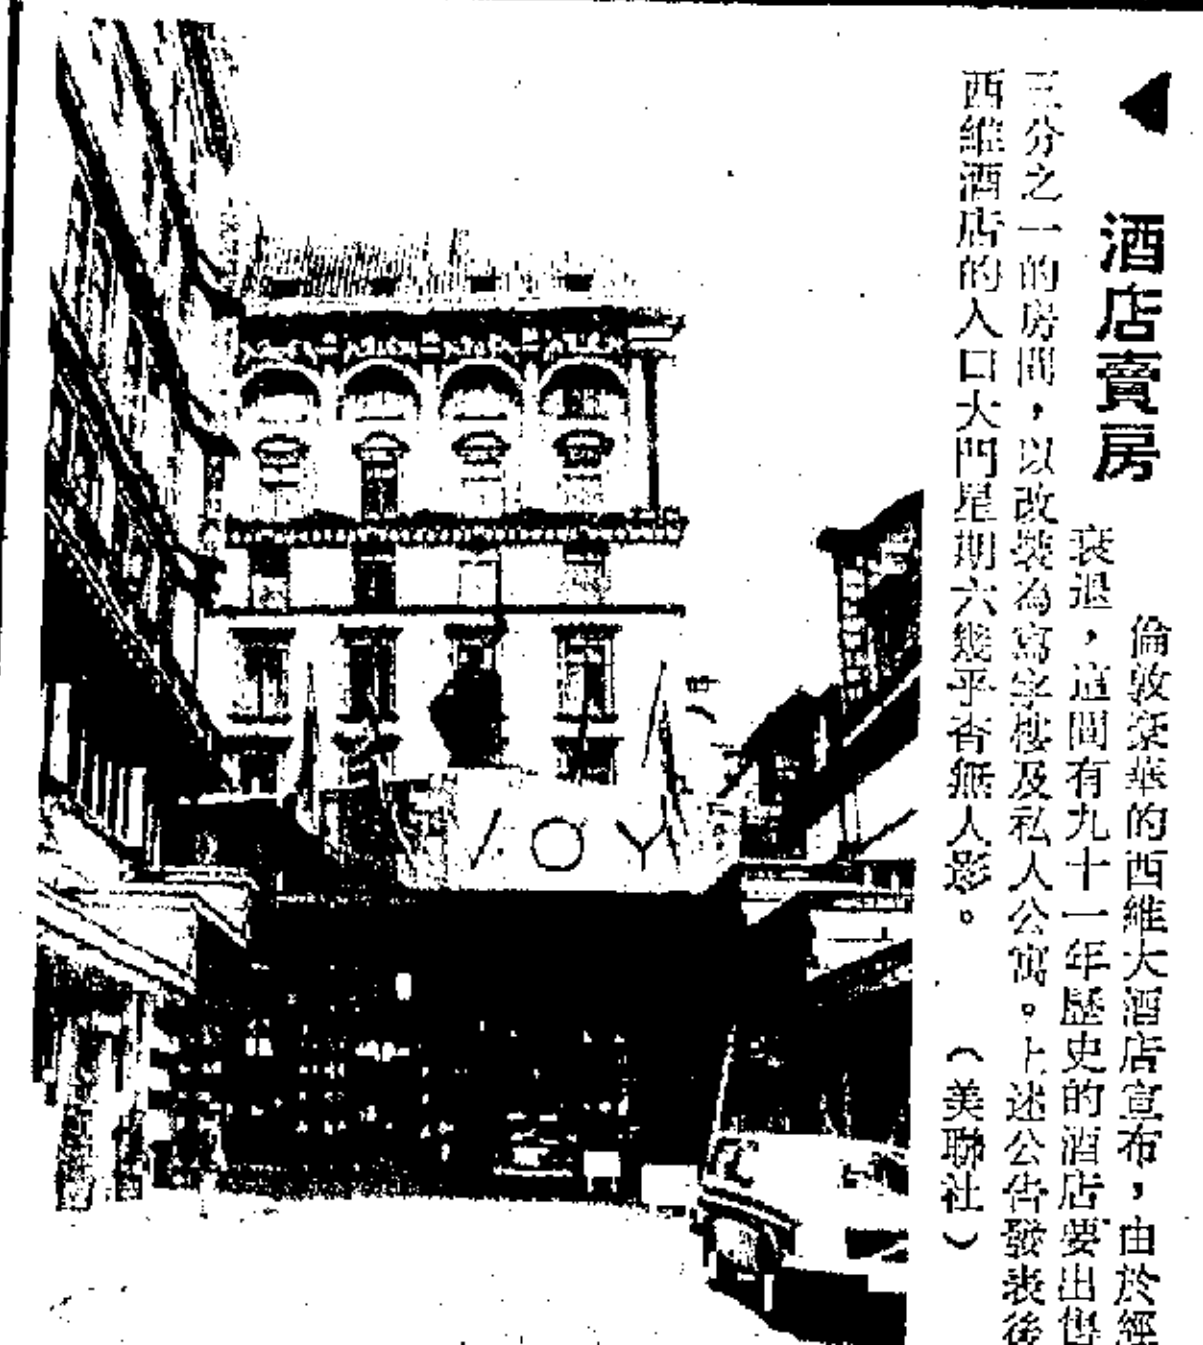 ◀ 酒店賣房
倫敦豪華的西維大酒店宣布，由於經
衰退，這間有九十一年歷史的酒店要出售
三分之一的房間，以改裝為寫字樓及私人公寓。上述公告發表後
西維酒店的入口大門星期六幾乎杳無人影。（美聯社）
VOY